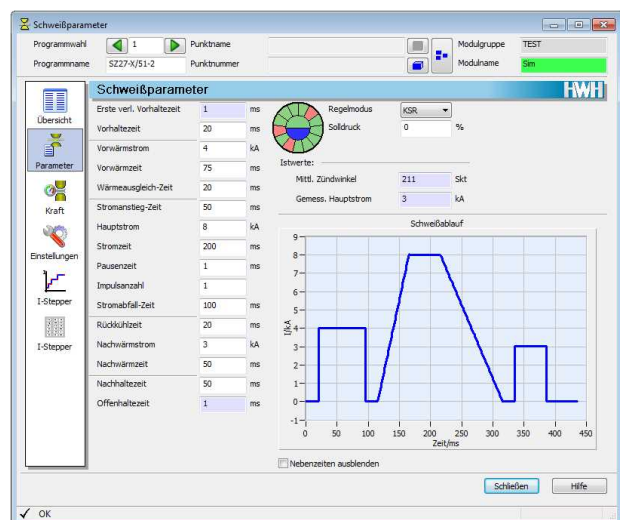 Schweißparameter
Programmwahl 1 Punktname Modulgruppe TEST
Programmname SZ27-X/51-2 Punktnummer Modulname Sim
Schweißparameter HWH
Übersicht
Parameter
Kraft
Einstellungen
I-Stepper
I-Stepper
Erste verl. Vorhaltezeit 1 ms
Vorhaltezeit 20 ms
Vorwärmstrom 4 kA
Vorwärmzeit 75 ms
Wärmeausgleich-Zeit 20 ms
Stromanstieg-Zeit 50 ms
Hauptstrom 8 kA
Stromzeit 200 ms
Pausenzeit 1 ms
Impulsanzahl 1
Stromabfall-Zeit 100 ms
Rückkühlzeit 20 ms
Nachwärmstrom 3 kA
Nachwärmzeit 50 ms
Nachhaltezeit 50 ms
Offenhaltezeit 1 ms
Regelmodus KSR
Solldruck 0 %
Istwerte:
Mittl. Zündwinkel 211 Skt
Gemess. Hauptstrom 3 kA
Schweißablauf
I/kA
9
8
7
6
5
4
3
2
1
0
-1
0 50 100 150 200 250 300 350 400 450
Zeit/ms
Nebenzeiten ausblenden
Schließen Hilfe
OK